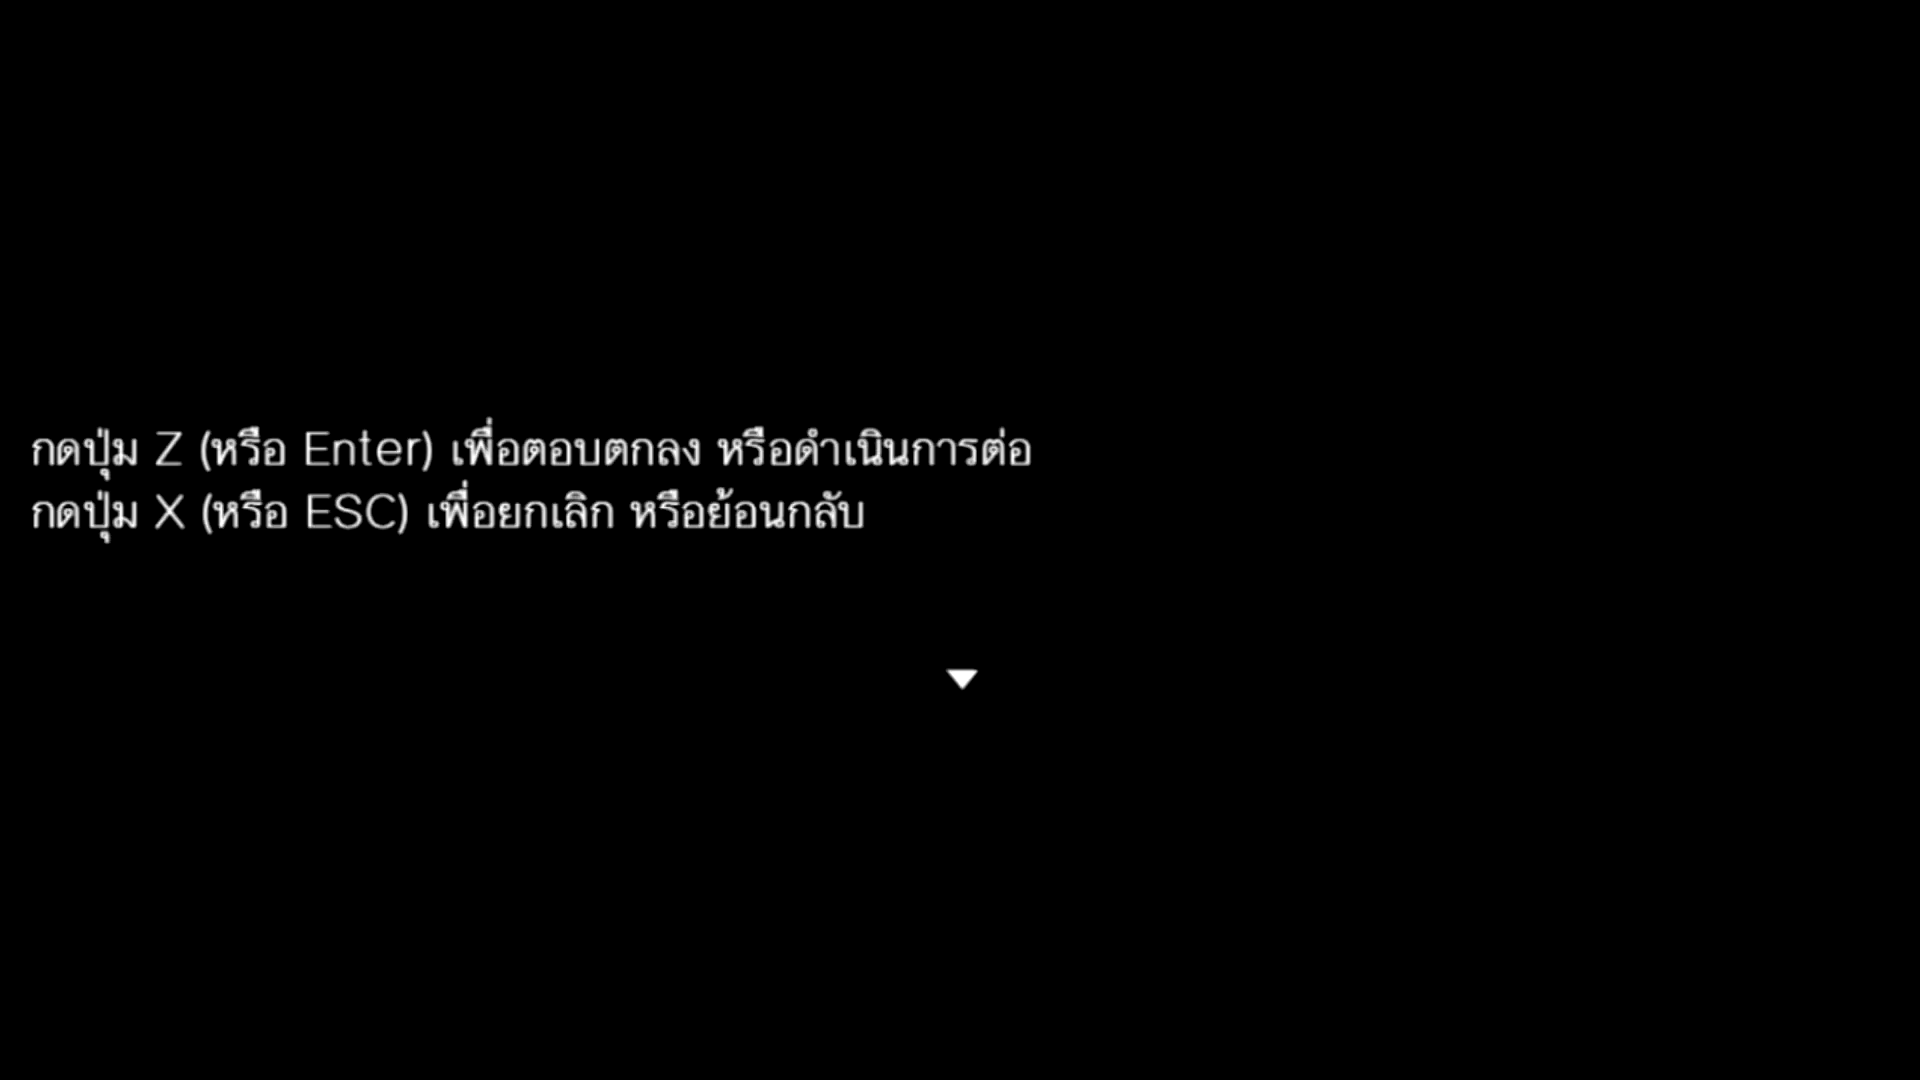 กดปุ่ม Z (หรือ Enter) เพื่อตอบตกลง หรือดำเนินการต่อ
กดปุ่ม X (หรือ ESC) เพื่อยกเลิก หรือย้อนกลับ